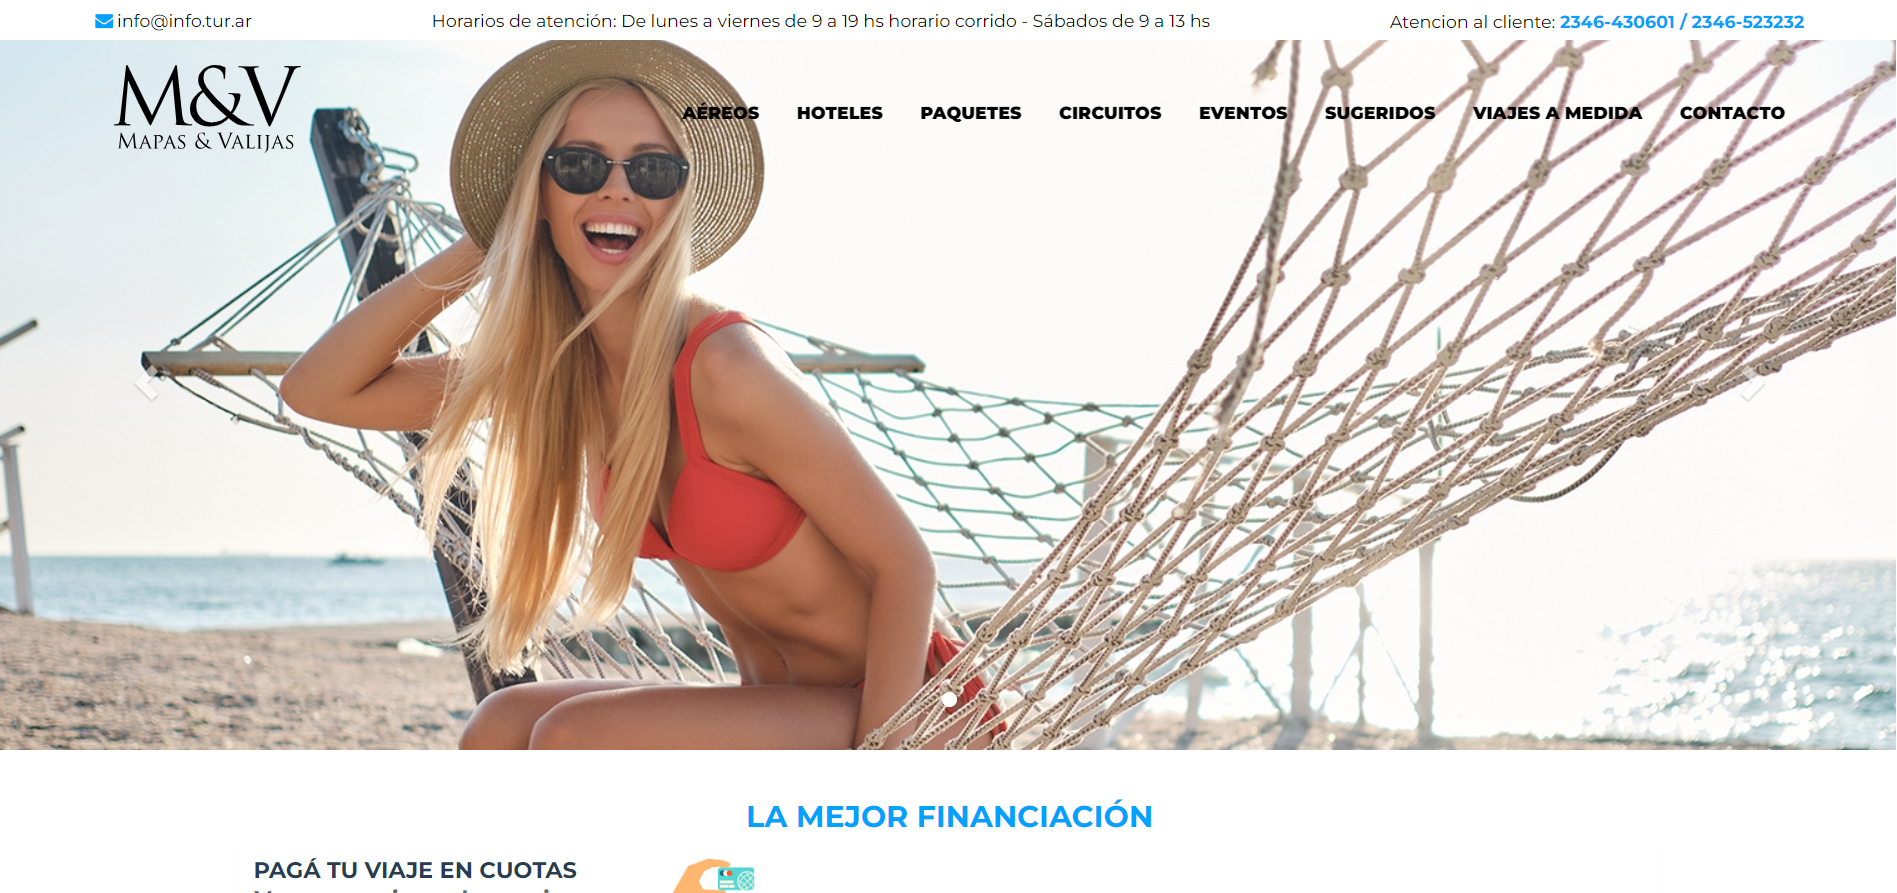 info@info.tur.ar
Horarios de atención: De lunes a viernes de 9 a 19 hs horario corrido - Sábados de 9 a 13 hs
Atencion al cliente: 2346-430601 / 2346-523232
M&V
MAPAS & VALIJAS
AÉREOS
HOTELES
PAQUETES
CIRCUITOS
EVENTOS
SUGERIDOS
VIAJES A MEDIDA
CONTACTO
LA MEJOR FINANCIACIÓN
PAGÁ TU VIAJE EN CUOTAS